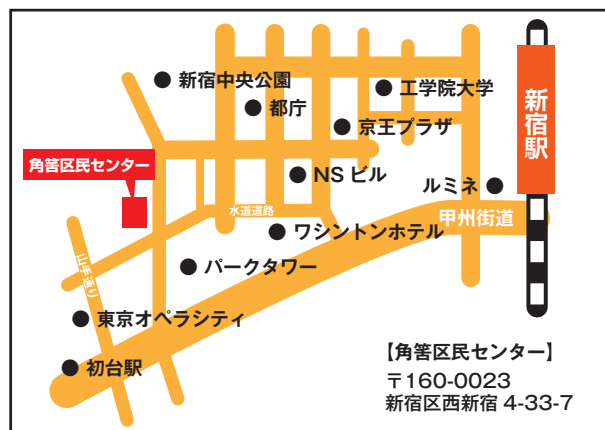 新宿中央公園
工学院大学
都庁
京王プラザ
新宿駅
角筈区民センター
NS ビル
ルミネ
水道道路
甲州街道
ワシントンホテル
山手通り
パークタワー
東京オペラシティ
初台駅
【角筈区民センター】
〒160-0023
新宿区西新宿 4-33-7